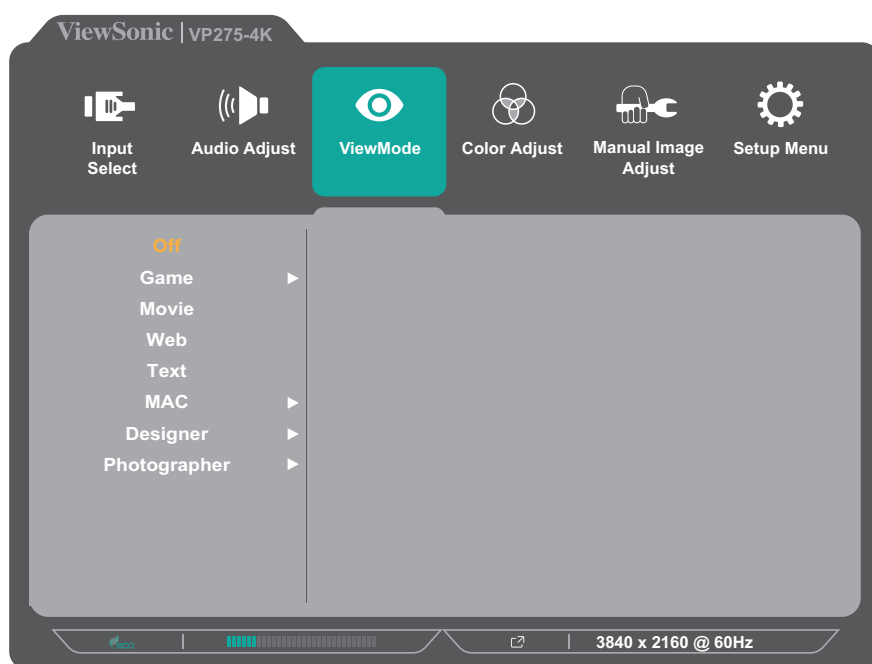 ViewSonic | VP275-4K
Input
Select
Audio Adjust
ViewMode
Color Adjust
Manual Image
Adjust
Setup Menu
Off
Game
Movie
Web
Text
MAC
Designer
Photographer
eco
3840 x 2160 @ 60Hz